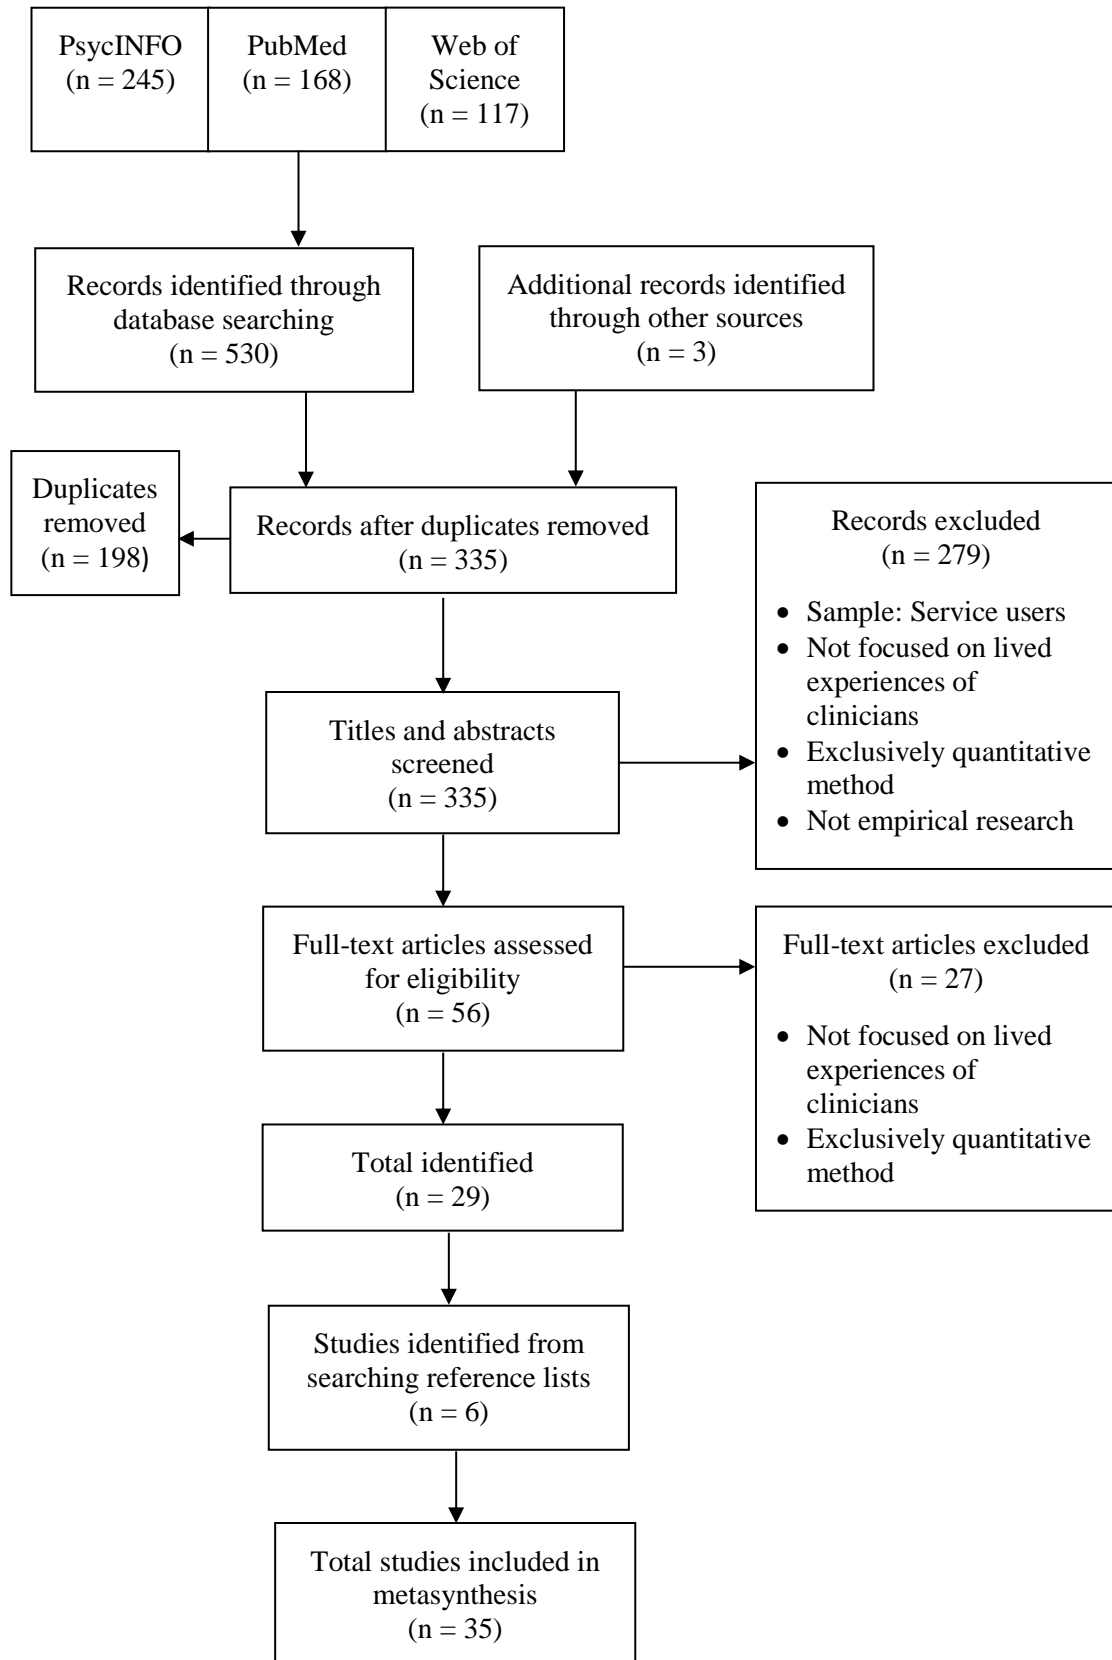 PsycINFO
(n = 245)
PubMed
(n = 168)
Web of
Science
(n = 117)
Records identified through
database searching
(n = 530)
Additional records identified
through other sources
(n = 3)
Duplicates
removed
(n = 198)
Records after duplicates removed
(n = 335)
Records excluded
(n = 279)
• Sample: Service users
• Not focused on lived
experiences of
clinicians
• Exclusively quantitative
method
• Not empirical research
Titles and abstracts
screened
(n = 335)
Full-text articles assessed
for eligibility
(n = 56)
Full-text articles excluded
(n = 27)
• Not focused on lived
experiences of
clinicians
• Exclusively quantitative
method
Total identified
(n = 29)
Studies identified from
searching reference lists
(n = 6)
Total studies included in
metasynthesis
(n = 35)